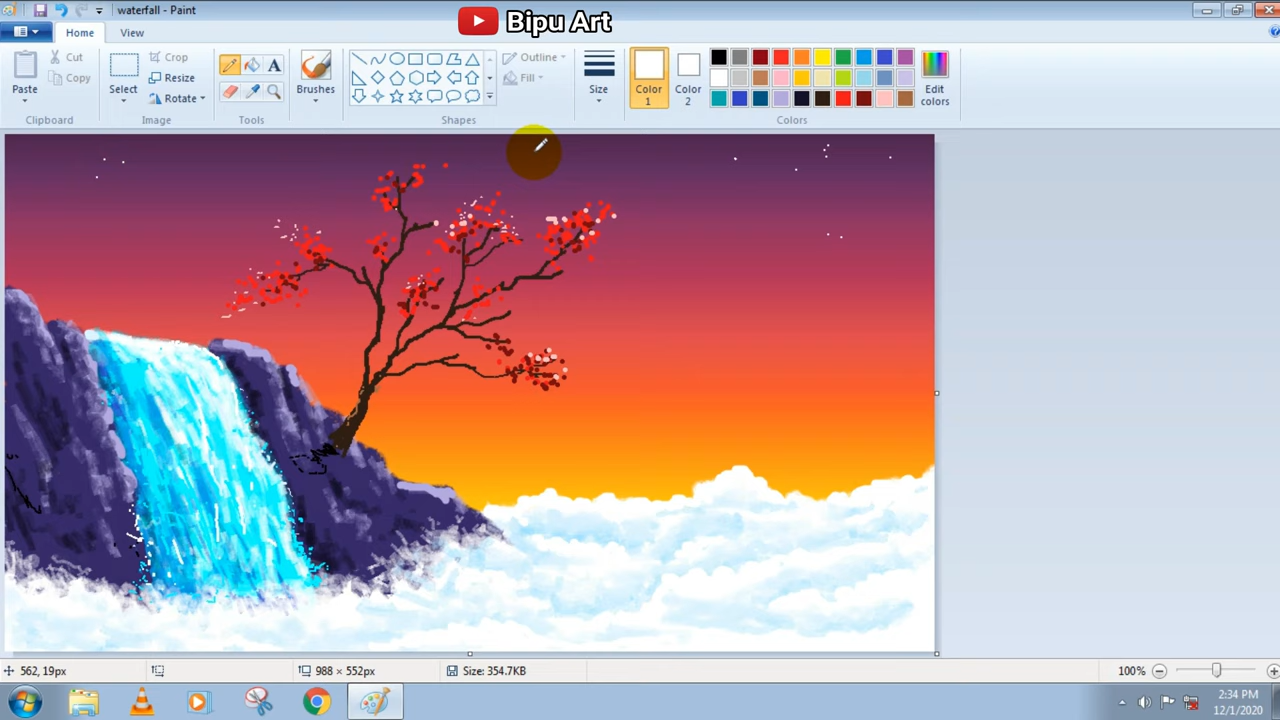 waterfall - Paint
Bipu Art
Home
View
Paste
Cut
Copy
Clipboard
Select
Crop
Resize
Rotate
Image
A
Tools
Brushes
Outline
Fill
Shapes
Size
Color 1
Color 2
Edit colors
Colors
562, 19px
988 × 552px
Size: 354.7KB
100%
2:34 PM
12/1/2020